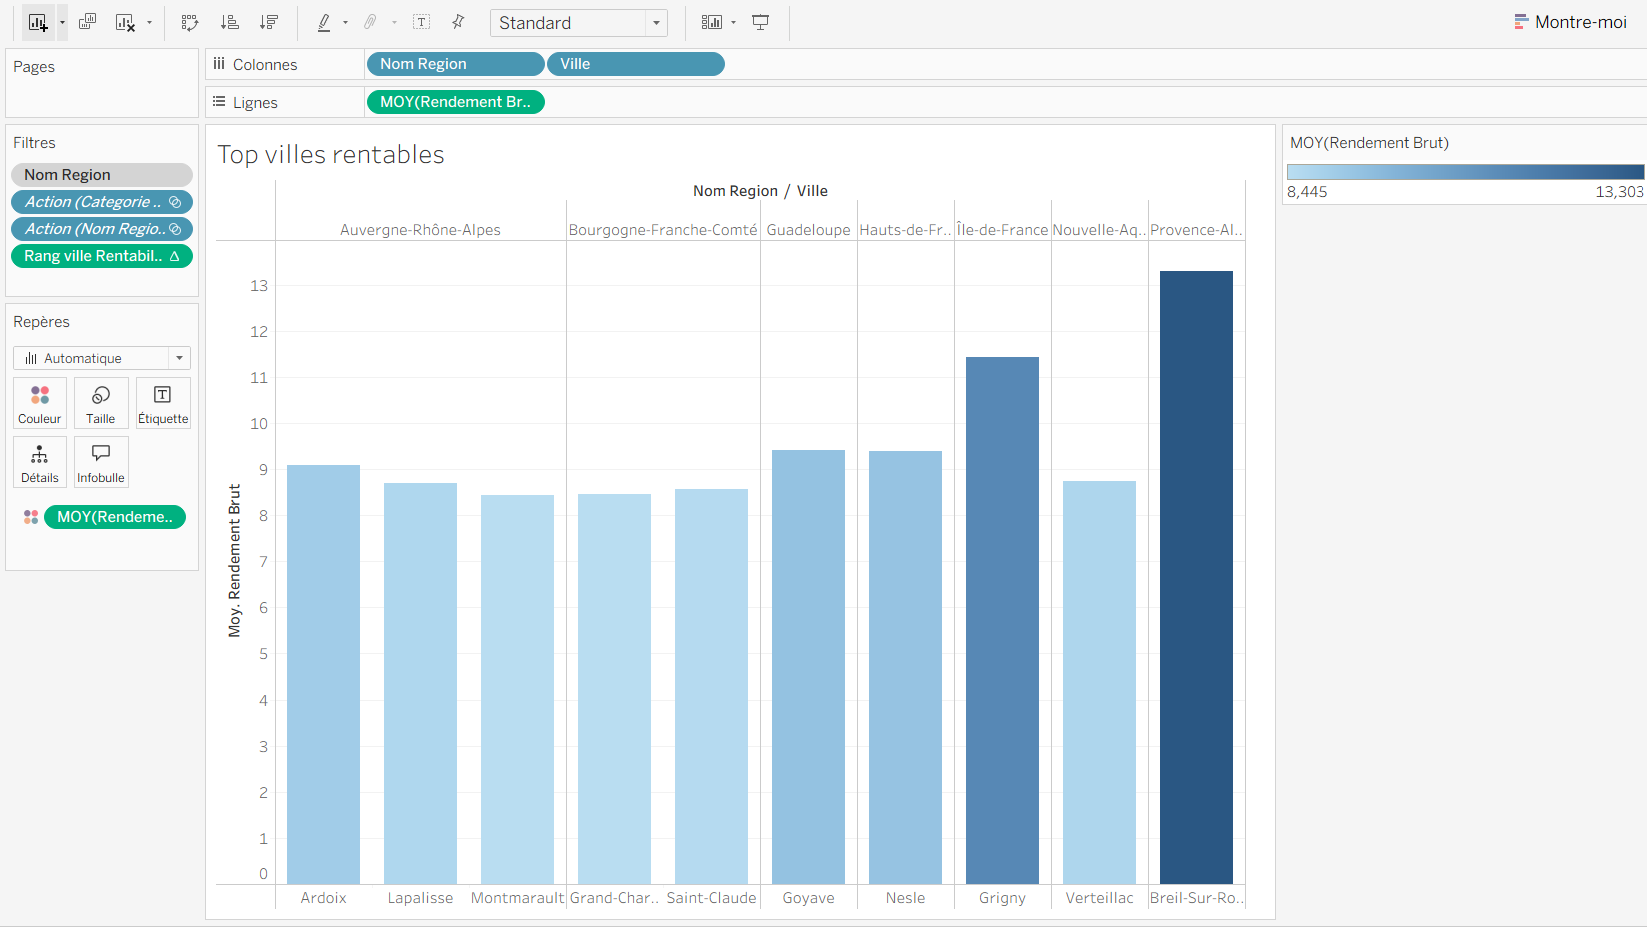 Standard
Montre-moi
Pages
Colonnes
Nom Region
Ville
Lignes
MOY(Rendement Br..
Filtres
Nom Region
Action (Categorie ..
Action (Nom Regio..
Rang ville Rentabil.. Δ
Repères
Automatique
Couleur
Taille
Étiquette
Détails
Infobulle
MOY(Rendeme..
Top villes rentables
Nom Region / Ville
Auvergne-Rhône-Alpes
Bourgogne-Franche-Comté
Guadeloupe
Hauts-de-Fr..
Île-de-France
Nouvelle-Aq..
Provence-Al..
Moy. Rendement Brut
13
12
11
10
9
8
7
6
5
4
3
2
1
0
Ardoix
Lapalisse
Montmarault
Grand-Char..
Saint-Claude
Goyave
Nesle
Grigny
Verteillac
Breil-Sur-Ro..
MOY(Rendement Brut)
8,445
13,303